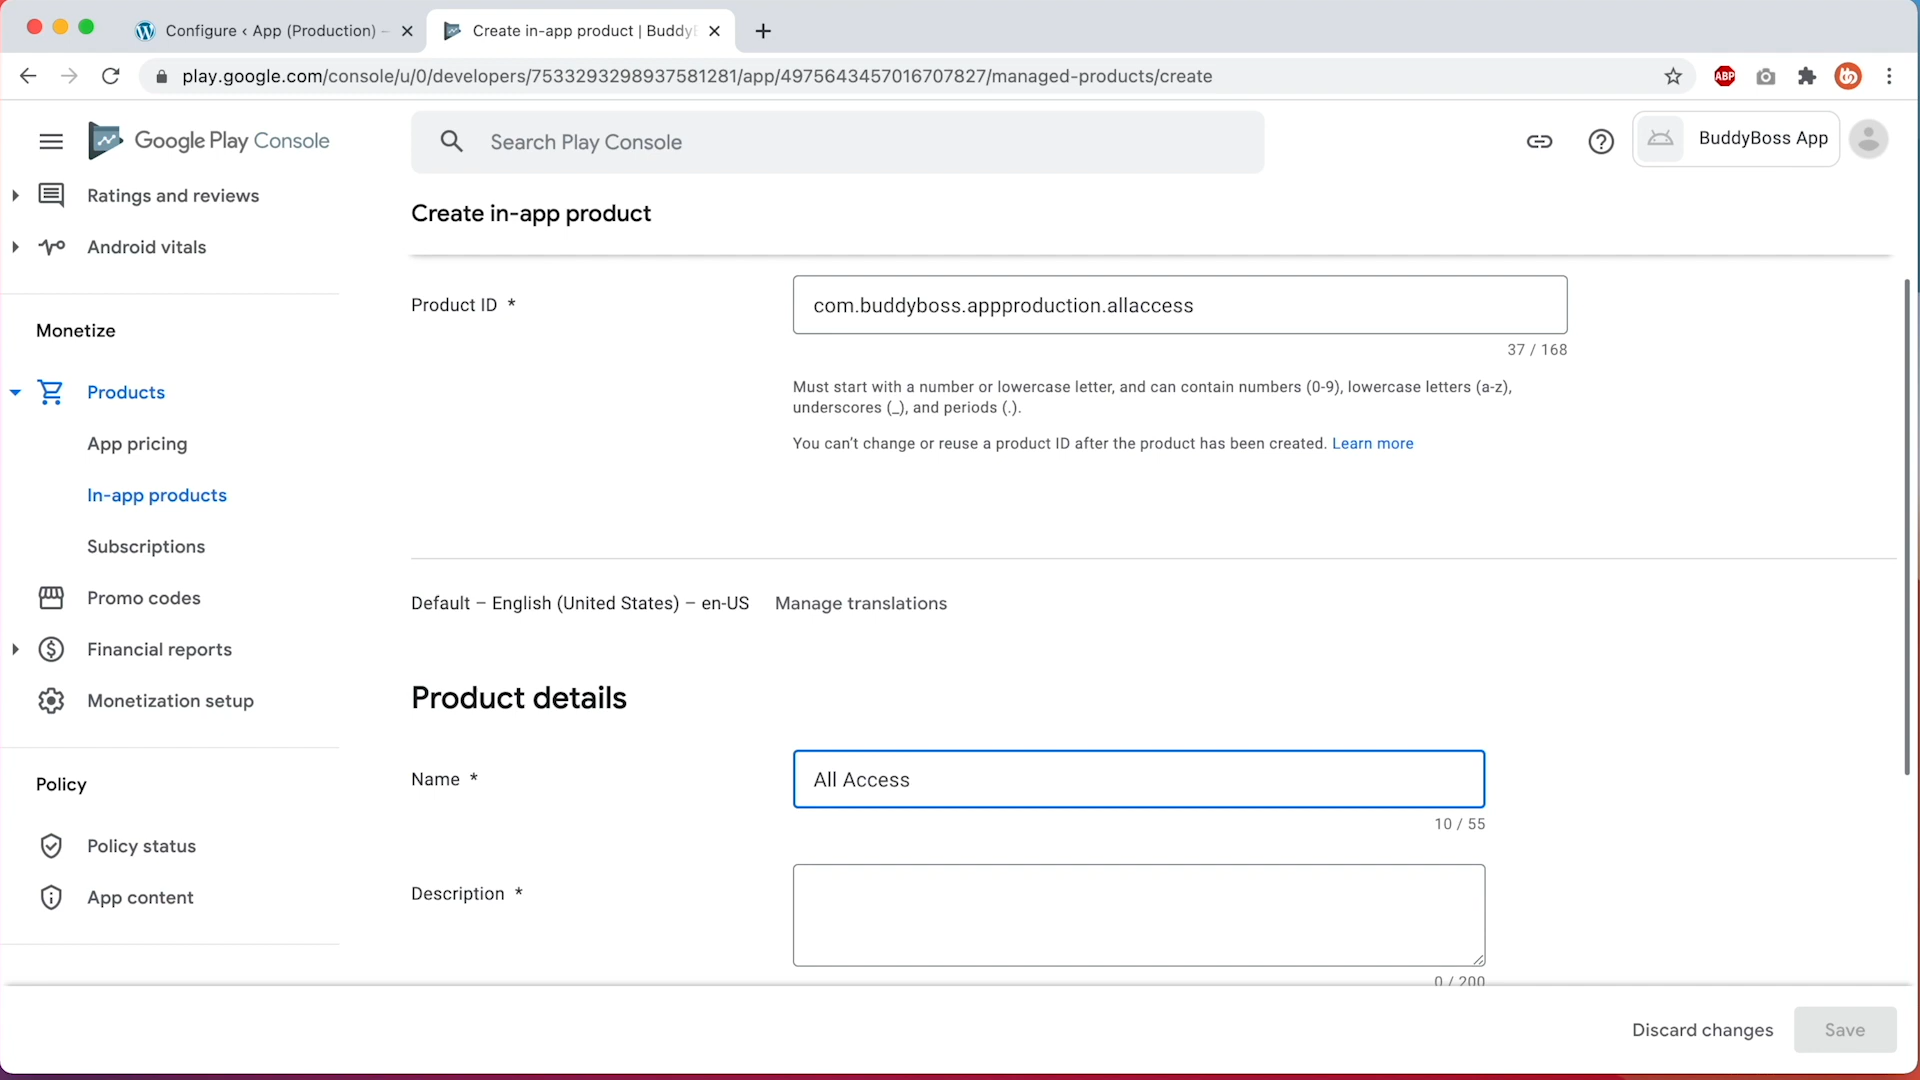 Configure ‹ App (Production) –
Create in-app product | Buddy
play.google.com/console/u/0/developers/7533293298937581281/app/4975643457016707827/managed-products/create
ABP
Google Play Console
Search Play Console
BuddyBoss App
Ratings and reviews
Android vitals
Monetize
Products
App pricing
In-app products
Subscriptions
Promo codes
Financial reports
Monetization setup
Policy
Policy status
App content
Create in-app product
Product ID *
com.buddyboss.appproduction.allaccess
37 / 168
Must start with a number or lowercase letter, and can contain numbers (0-9), lowercase letters (a-z),
underscores (_), and periods (.).
You can't change or reuse a product ID after the product has been created. Learn more
Default – English (United States) – en-US Manage translations
Product details
Name *
All Access
10 / 55
Description *
0 / 200
Discard changes
Save